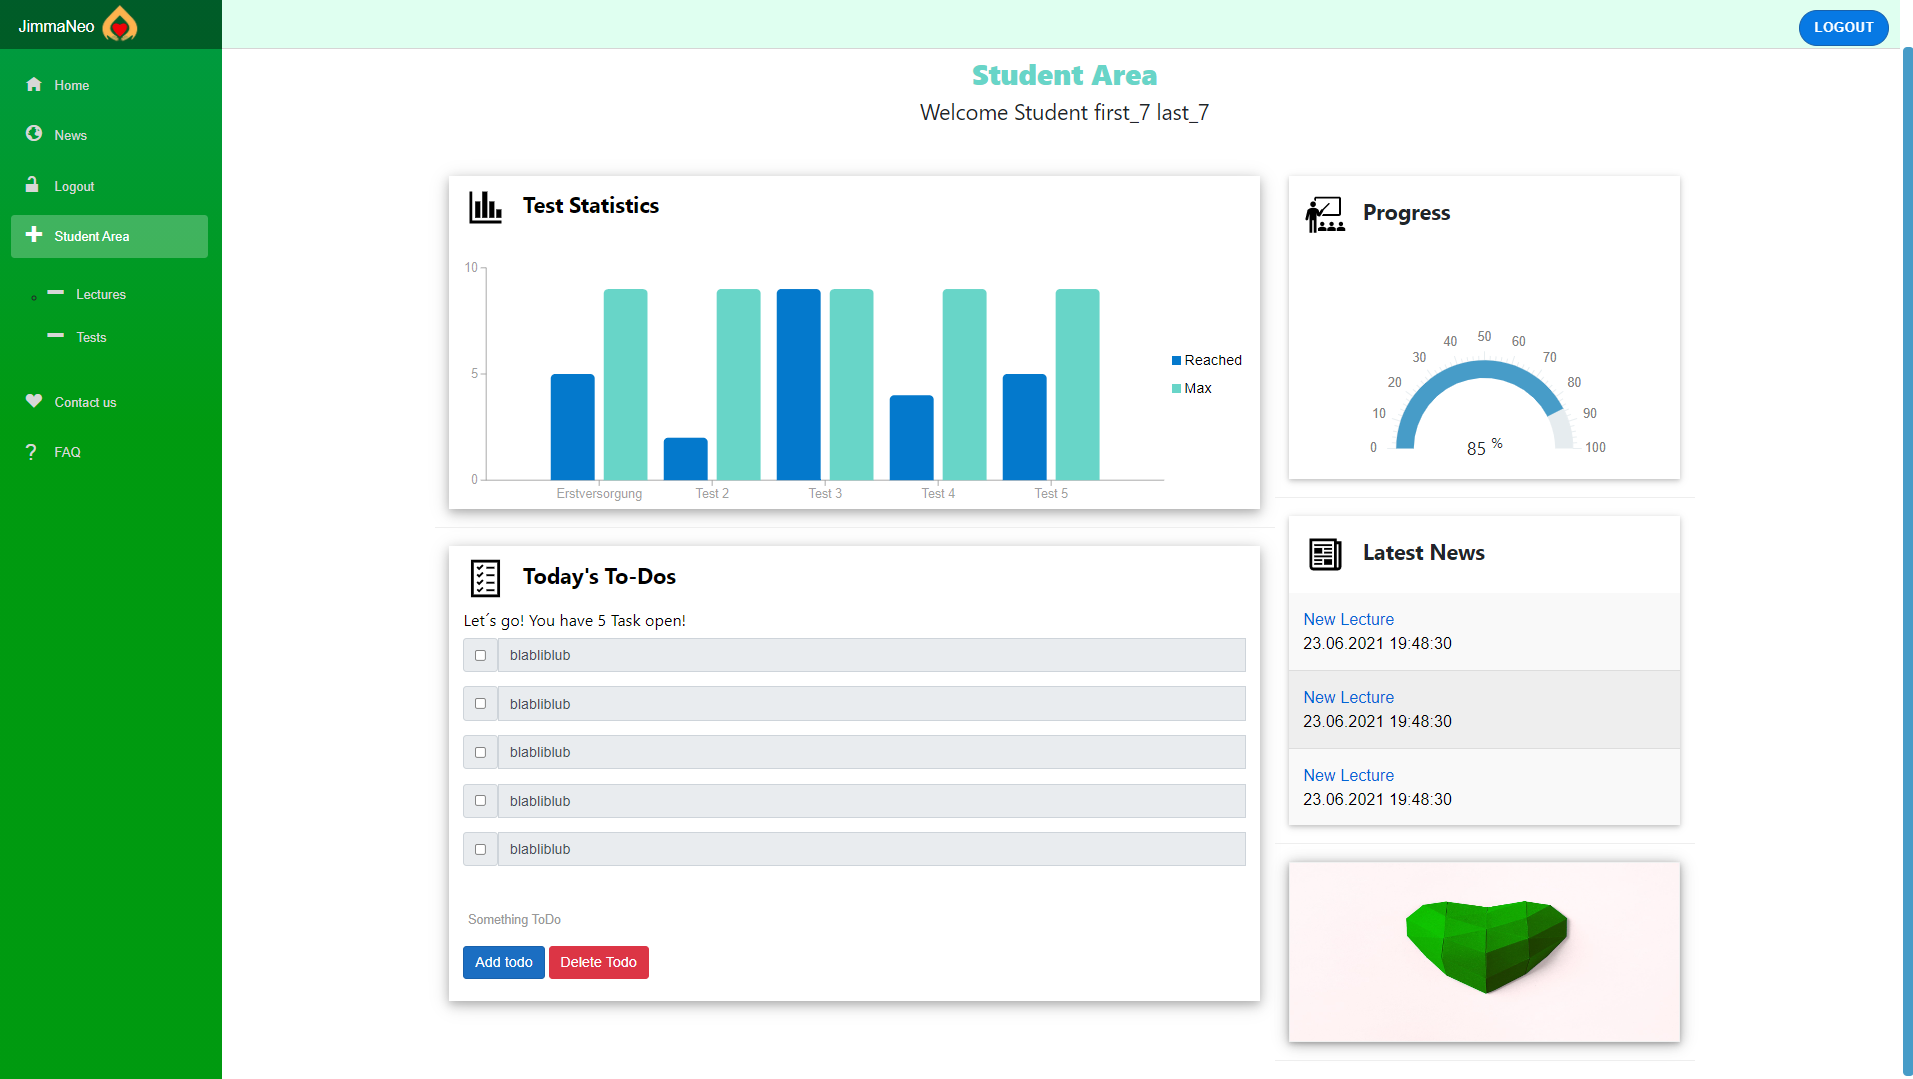 JimmaNeo
LOGOUT
Home
News
Logout
Student Area
Lectures
Tests
Contact us
? FAQ
Student Area
Welcome Student first_7 last_7
Test Statistics
10
5
0
Erstversorgung Test 2 Test 3 Test 4 Test 5
Reached
Max
Today's To-Dos
Let´s go! You have 5 Task open!
blabliblub
blabliblub
blabliblub
blabliblub
blabliblub
Something ToDo
Add todo Delete Todo
Progress
0 10 20 30 40 50 60 70 80 90 100
85 %
Latest News
New Lecture
23.06.2021 19:48:30
New Lecture
23.06.2021 19:48:30
New Lecture
23.06.2021 19:48:30